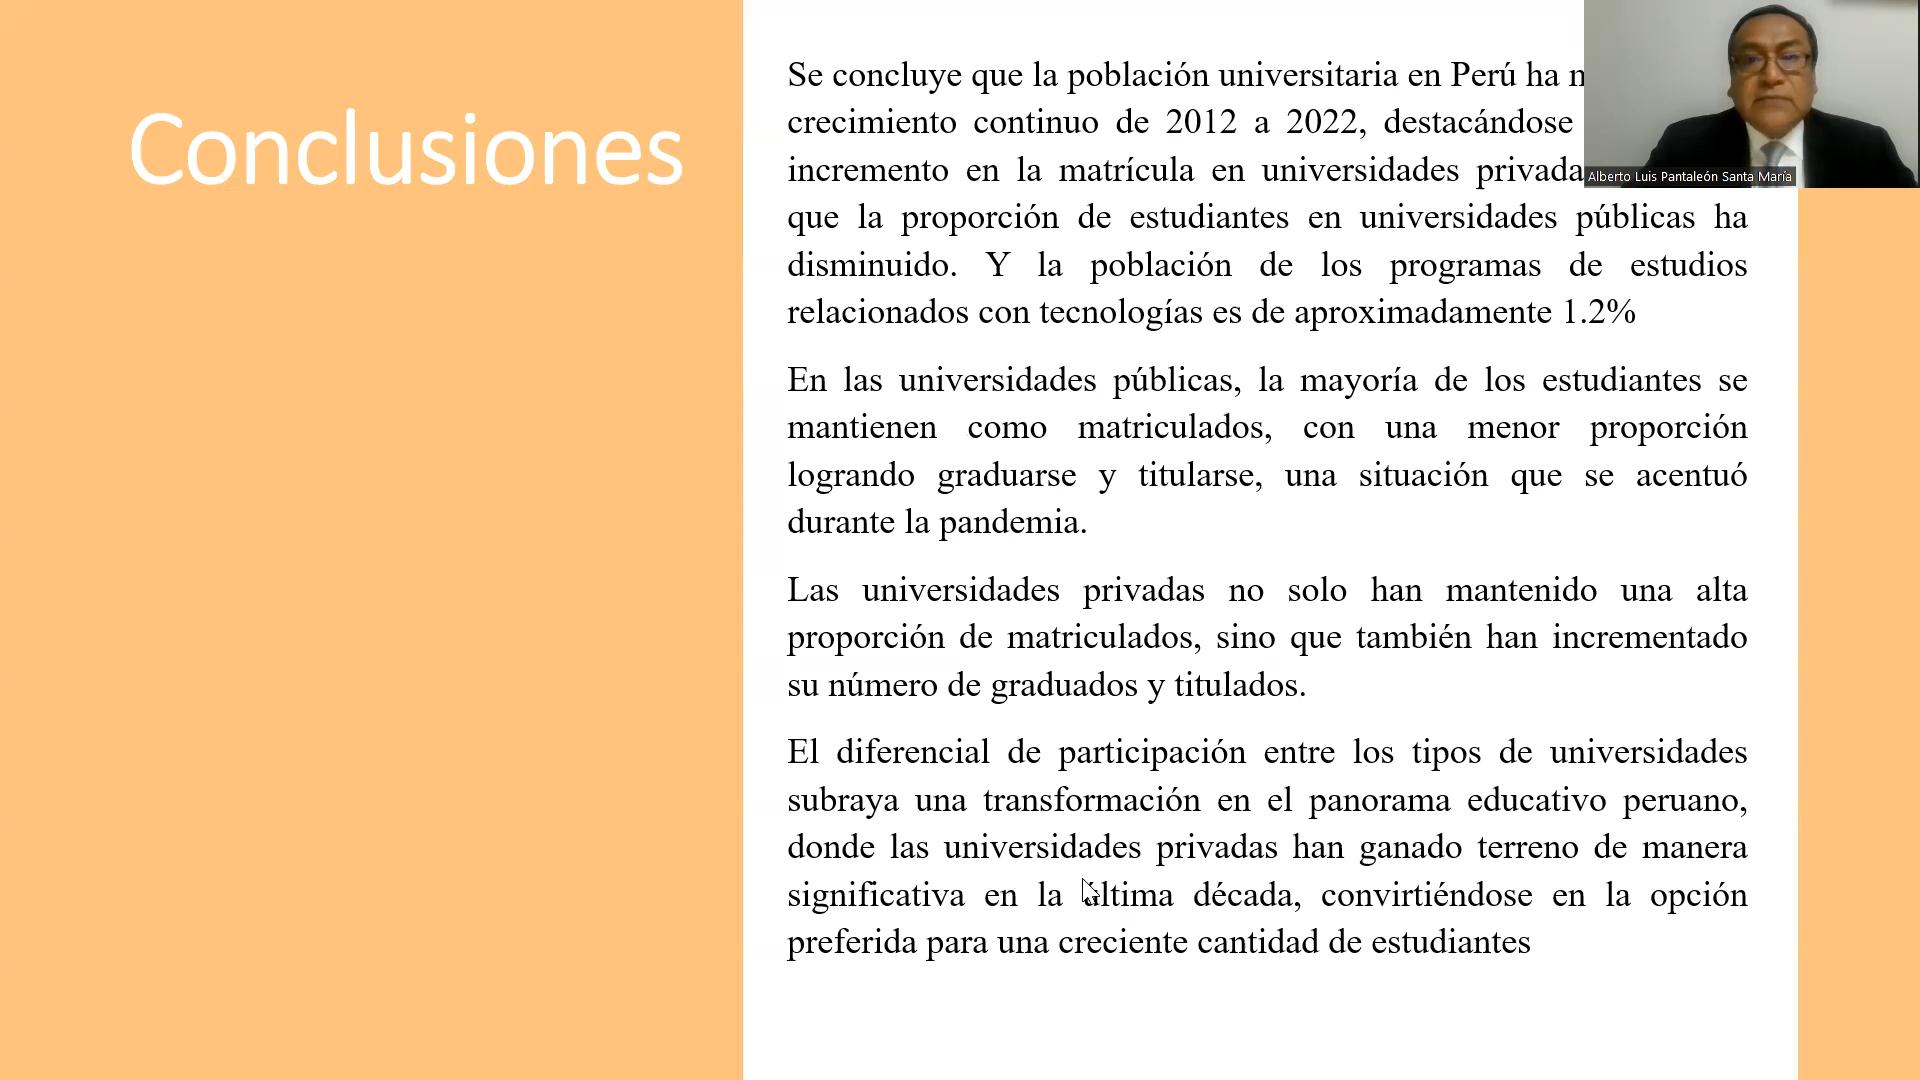 Conclusiones
Se concluye que la población universitaria en Perú ha
crecimiento continuo de 2012 a 2022, destacándose
incremento en la matrícula en universidades
que la proporción de estudiantes en universidades públicas ha
disminuido. Y la población de los programas de estudios
relacionados con tecnologías es de aproximadamente 1.2%
En las universidades públicas, la mayoría de los estudiantes se
mantienen como matriculados, con una menor proporción
logrando graduarse y titularse, una situación que se acentuó
durante la pandemia.
Las universidades privadas no solo han mantenido una alta
proporción de matriculados, sino que también han incrementado
su número de graduados y titulados.
El diferencial de participación entre los tipos de universidades
subraya una transformación en el panorama educativo peruano,
donde las universidades privadas han ganado terreno de manera
significativa en la última década, convirtiéndose en la opción
preferida para una creciente cantidad de estudiantes
Alberto Luis Pantaleón Santa María